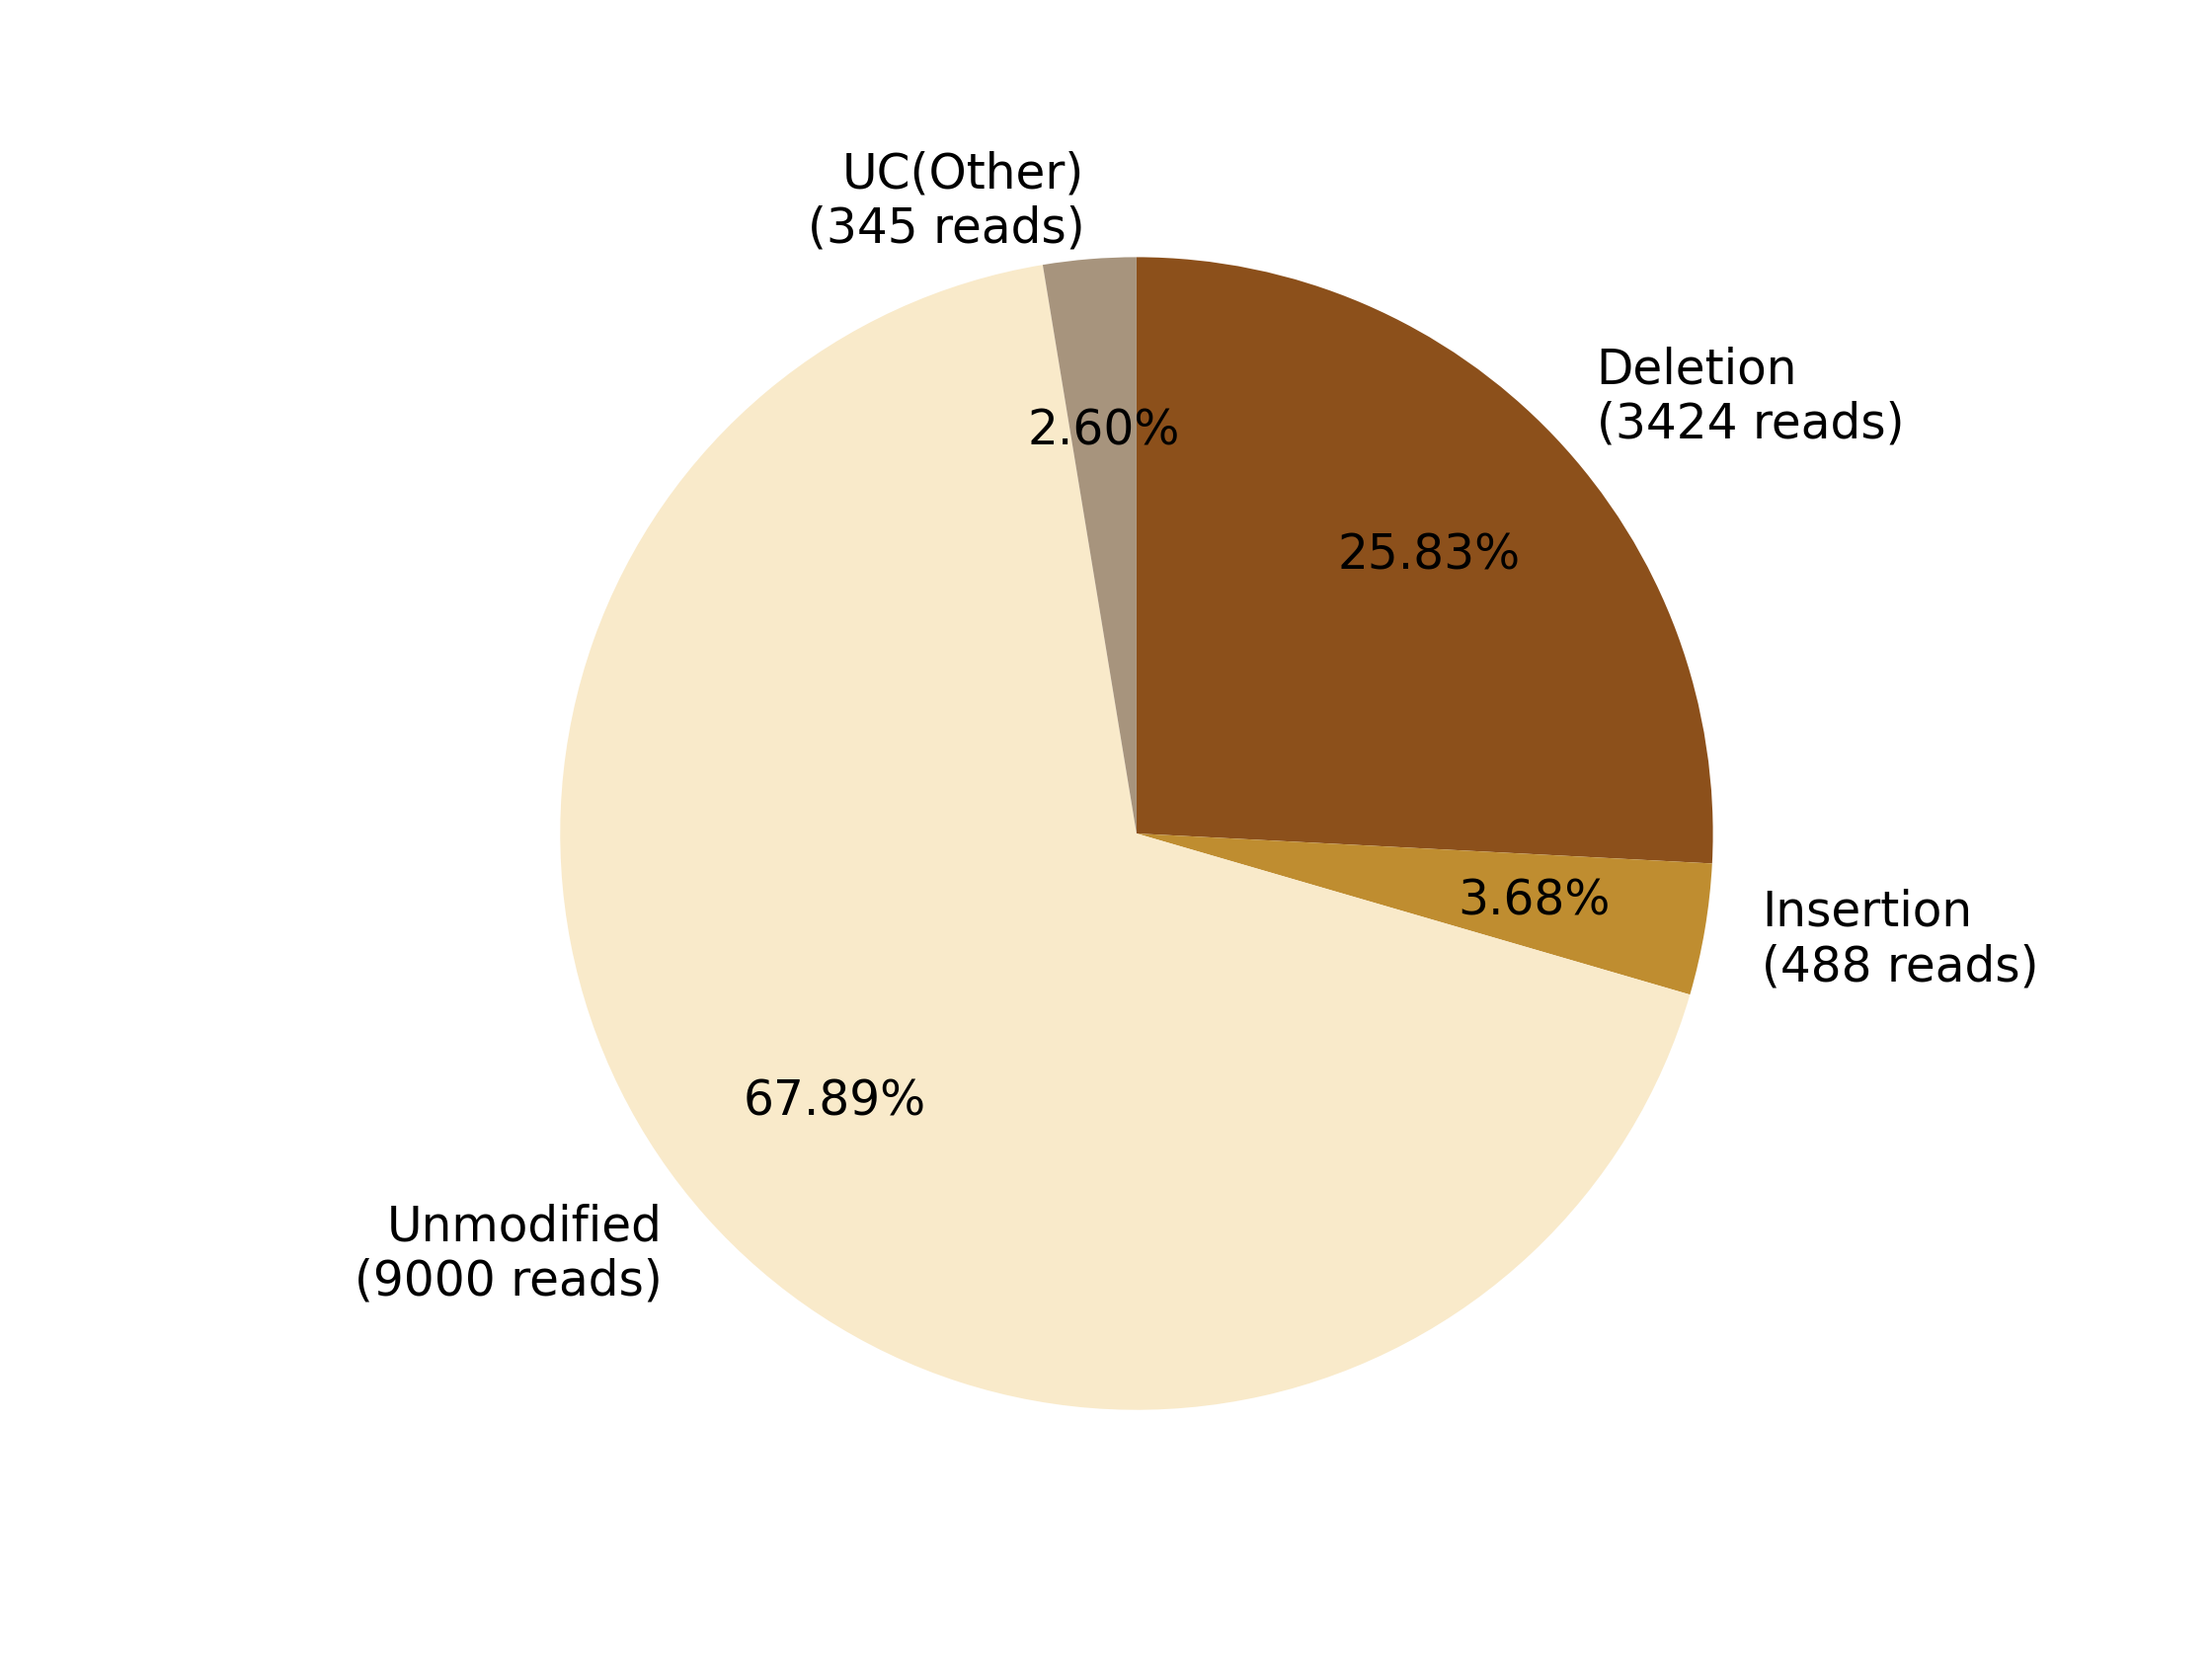 UC(Other)
(345 reads)
Deletion
(3424 reads)
2.60%
25.83%
3.68%
Insertion
(488 reads)
67.89%
Unmodified
(9000 reads)